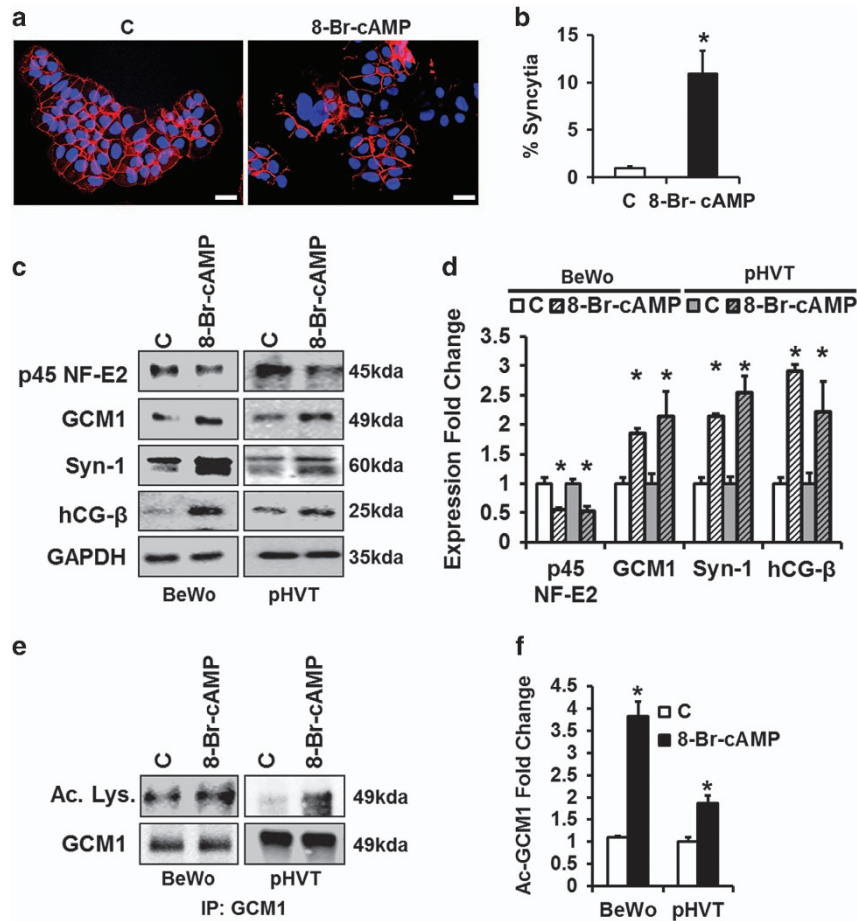 a
C
8-Br-cAMP
b
% Syncytia
15
10
5
0
*
C 8-Br- cAMP
c
C
8-Br-cAMP
C
8-Br-cAMP
p45 NF-E2
45kda
GCM1
49kda
Syn-1
60kda
hCG-β
25kda
GAPDH
35kda
BeWo
pHVT
d
BeWo
pHVT
C 8-Br-cAMP C 8-Br-cAMP
Expression Fold Change
3.5
3
2.5
2
1.5
1
0.5
0
* * * * * * * *
p45 NF-E2
GCM1
Syn-1
hCG-β
e
C
8-Br-cAMP
C
8-Br-cAMP
Ac. Lys.
49kda
GCM1
49kda
BeWo
pHVT
IP: GCM1
f
Ac-GCM1 Fold Change
4.5
4
3.5
3
2.5
2
1.5
1
0.5
0
C
8-Br-cAMP
*
*
BeWo
pHVT